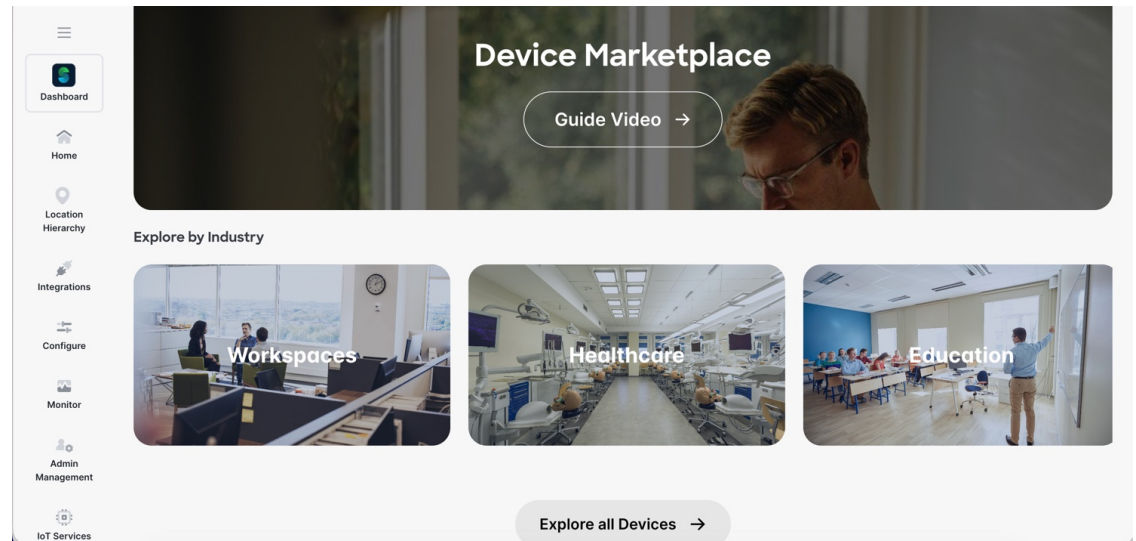 Dashboard
Home
Location
Hierarchy
Integrations
Configure
Monitor
Admin
Management
IoT Services
Device Marketplace
Guide Video →
Explore by Industry
Workspaces
Healthcare
Education
Explore all Devices →